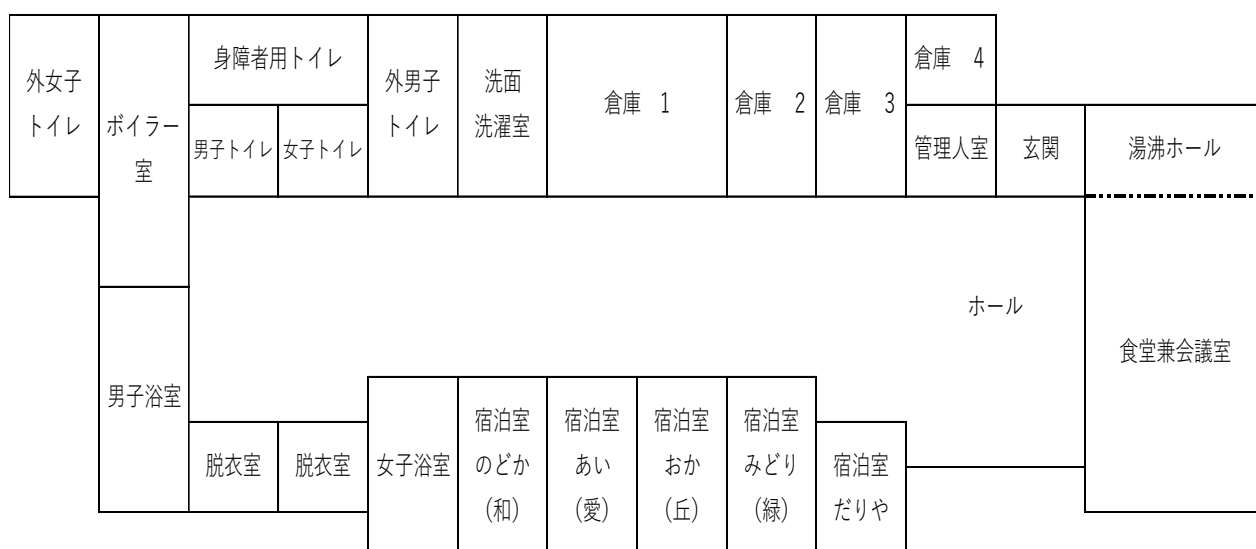 外女子
トイレ
ボイラー
室
身障者用トイレ
男子トイレ
女子トイレ
外男子
トイレ
洗面
洗濯室
倉庫　1
倉庫　2
倉庫　3
倉庫　4
管理人室
玄関
湯沸ホール
ホール
食堂兼会議室
男子浴室
脱衣室
脱衣室
女子浴室
宿泊室
のどか
(和)
宿泊室
あい
(愛)
宿泊室
おか
(丘)
宿泊室
みどり
(緑)
宿泊室
だりや